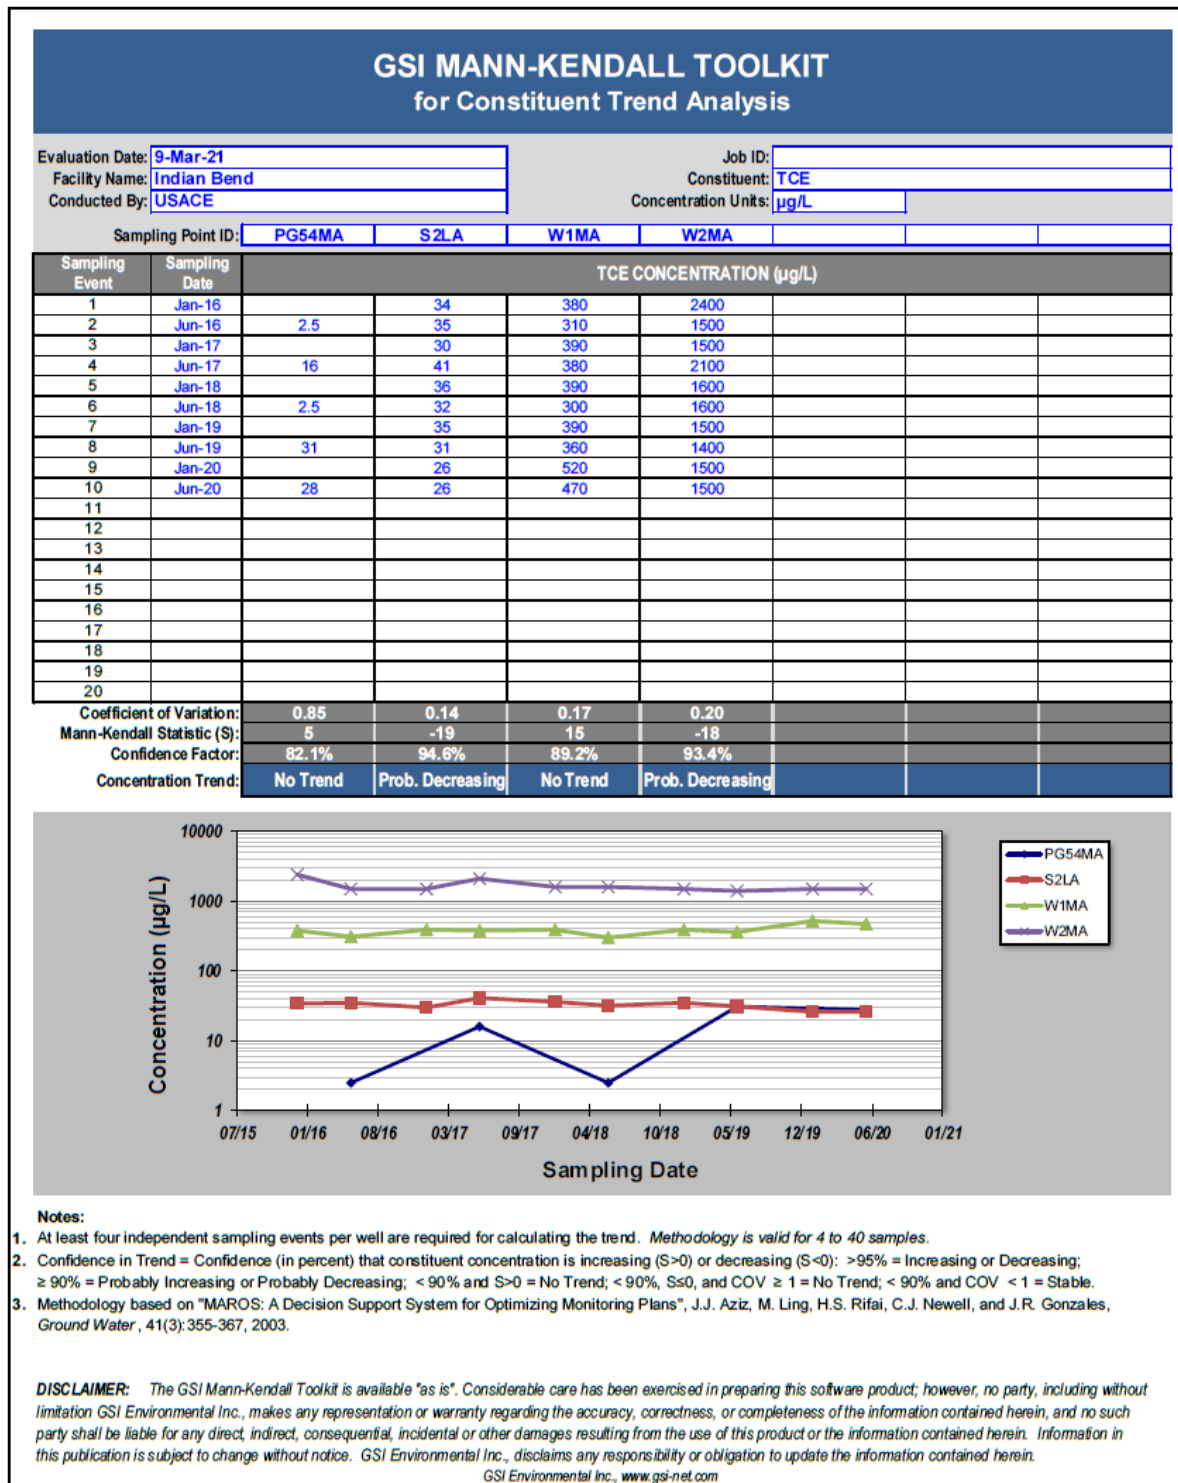 GSI MANN-KENDALL TOOLKIT
for Constituent Trend Analysis
Evaluation Date: 9-Mar-21 Job ID:
Facility Name: Indian Bend Constituent: TCE
Conducted By: USACE Concentration Units: µg/L
Sampling Point ID: PG54MA S2LA W1MA W2MA
Sampling Event Sampling Date TCE CONCENTRATION (µg/L)
1 Jan-16 34 380 2400
2 Jun-16 2.5 35 310 1500
3 Jan-17 30 390 1500
4 Jun-17 16 41 380 2100
5 Jan-18 36 390 1600
6 Jun-18 2.5 32 300 1600
7 Jan-19 35 390 1500
8 Jun-19 31 31 360 1400
9 Jan-20 26 520 1500
10 Jun-20 28 26 470 1500
11
12
13
14
15
16
17
18
19
20
Coefficient of Variation: 0.85 0.14 0.17 0.20
Mann-Kendall Statistic (S): 5 -19 15 -18
Confidence Factor: 82.1% 94.6% 89.2% 93.4%
Concentration Trend: No Trend Prob. Decreasing No Trend Prob. Decreasing
Concentration (µg/L)
10000
1000
100
10
1
07/15 01/16 08/16 03/17 09/17 04/18 10/18 05/19 12/19 06/20 01/21
Sampling Date
PG54MA
S2LA
W1MA
W2MA
Notes:
1. At least four independent sampling events per well are required for calculating the trend. Methodology is valid for 4 to 40 samples.
2. Confidence in Trend = Confidence (in percent) that constituent concentration is increasing (S>0) or decreasing (S<0): >95% = Increasing or Decreasing;
≥ 90% = Probably Increasing or Probably Decreasing; < 90% and S>0 = No Trend; < 90%, S≤0, and COV ≥ 1 = No Trend; < 90% and COV < 1 = Stable.
3. Methodology based on "MAROS: A Decision Support System for Optimizing Monitoring Plans", J.J. Aziz, M. Ling, H.S. Rifai, C.J. Newell, and J.R. Gonzales,
Ground Water, 41(3):355-367, 2003.
DISCLAIMER: The GSI Mann-Kendall Toolkit is available "as is". Considerable care has been exercised in preparing this software product; however, no party, including without
limitation GSI Environmental Inc., makes any representation or warranty regarding the accuracy, correctness, or completeness of the information contained herein, and no such
party shall be liable for any direct, indirect, consequential, incidental or other damages resulting from the use of this product or the information contained herein. Information in
this publication is subject to change without notice. GSI Environmental Inc., disclaims any responsibility or obligation to update the information contained herein.
GSI Environmental Inc., www.gsi-net.com